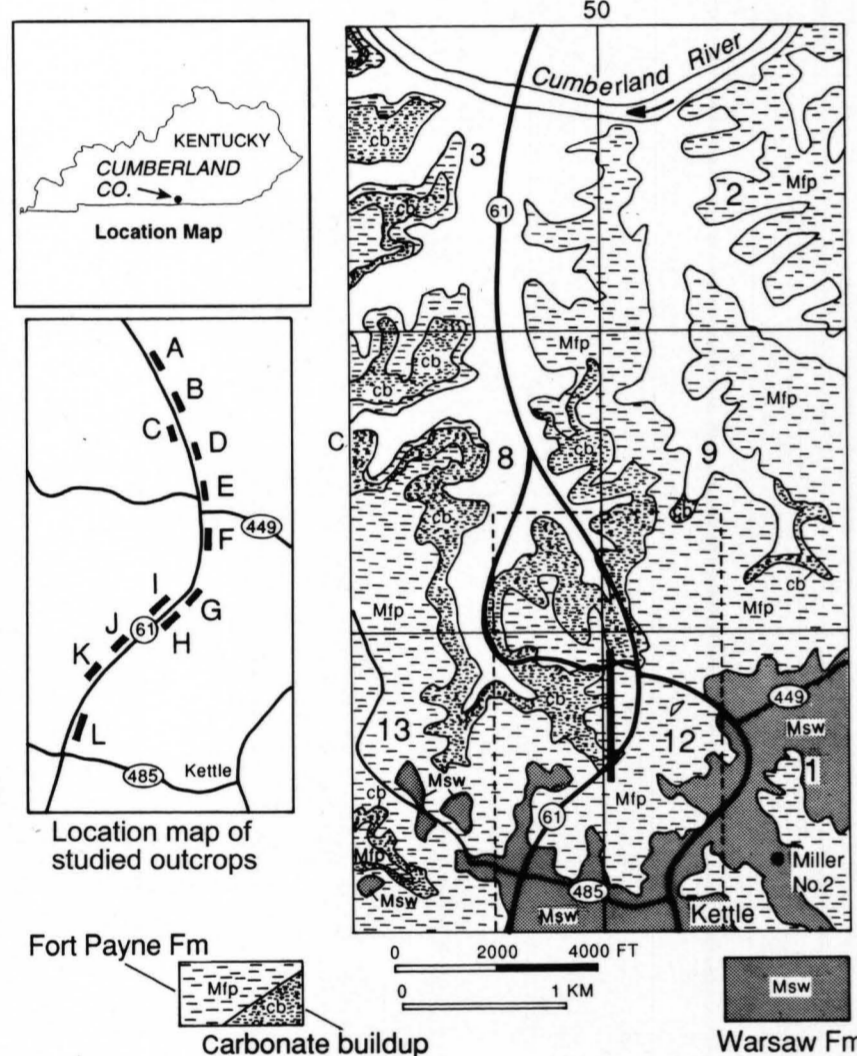 50
KENTUCKY
CUMBERLAND
CO.
Location Map
A
B
C
D
E
449
F
I
G
J
61
H
K
L
485
Kettle
Location map of
studied outcrops
Cumberland River
cb
3
2
Mfp
61
cb
Mfp
cb
cb
Mfp
C
8
cb
9
cb
cb
cb
Mfp
cb
Mfp
449
Msw
13
cb
12
1
Msw
cb
Mfp
61
Miller
No.2
Mfp
Msw
485
Msw
Kettle
0 2000 4000 FT
0 1 KM
Fort Payne Fm
Mfp
cb
Carbonate buildup
Msw
Warsaw Fm